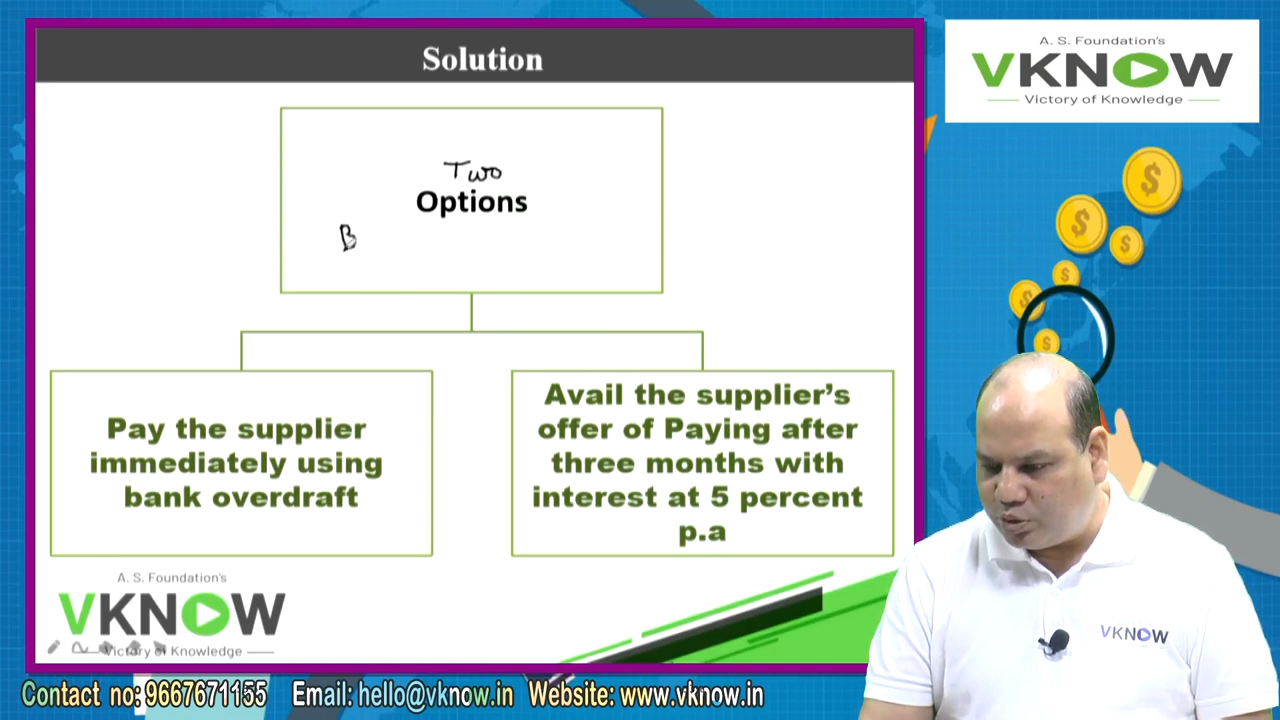 Solution
A. S. Foundation's
VKNOW
Victory of Knowledge
Two
Options
B
Pay the supplier
immediately using
bank overdraft
Avail the supplier's
offer of Paying after
three months with
interest at 5 percent
p.a
A. S. Foundation's
VKNOW
Victory of Knowledge
VKNOW
Contact no: 9667671155 Email: hello@vknow.in Website: www.vknow.in